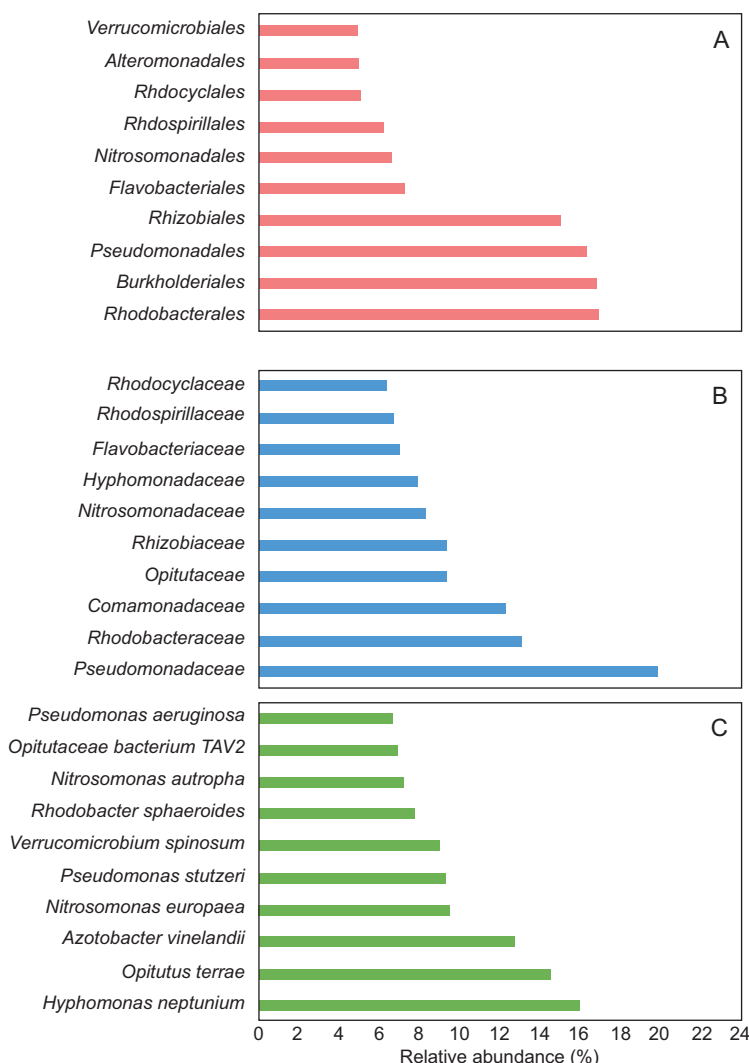 Verrucomicrobiales
A
Alteromonadales
Rhdocyclales
Rhdospirillales
Nitrosomonadales
Flavobacteriales
Rhizobiales
Pseudomonadales
Burkholderiales
Rhodobacterales
Rhodocyclaceae
B
Rhodospirillaceae
Flavobacteriaceae
Hyphomonadaceae
Nitrosomonadaceae
Rhizobiaceae
Opitutaceae
Comamonadaceae
Rhodobacteraceae
Pseudomonadaceae
Pseudomonas aeruginosa
C
Opitutaceae bacterium TAV2
Nitrosomonas autropha
Rhodobacter sphaeroides
Verrucomicrobium spinosum
Pseudomonas stutzeri
Nitrosomonas europaea
Azotobacter vinelandii
Opitutus terrae
Hyphomonas neptunium
0 2 4 6 8 10 12 14 16 18 20 22 24
Relative abundance (%)